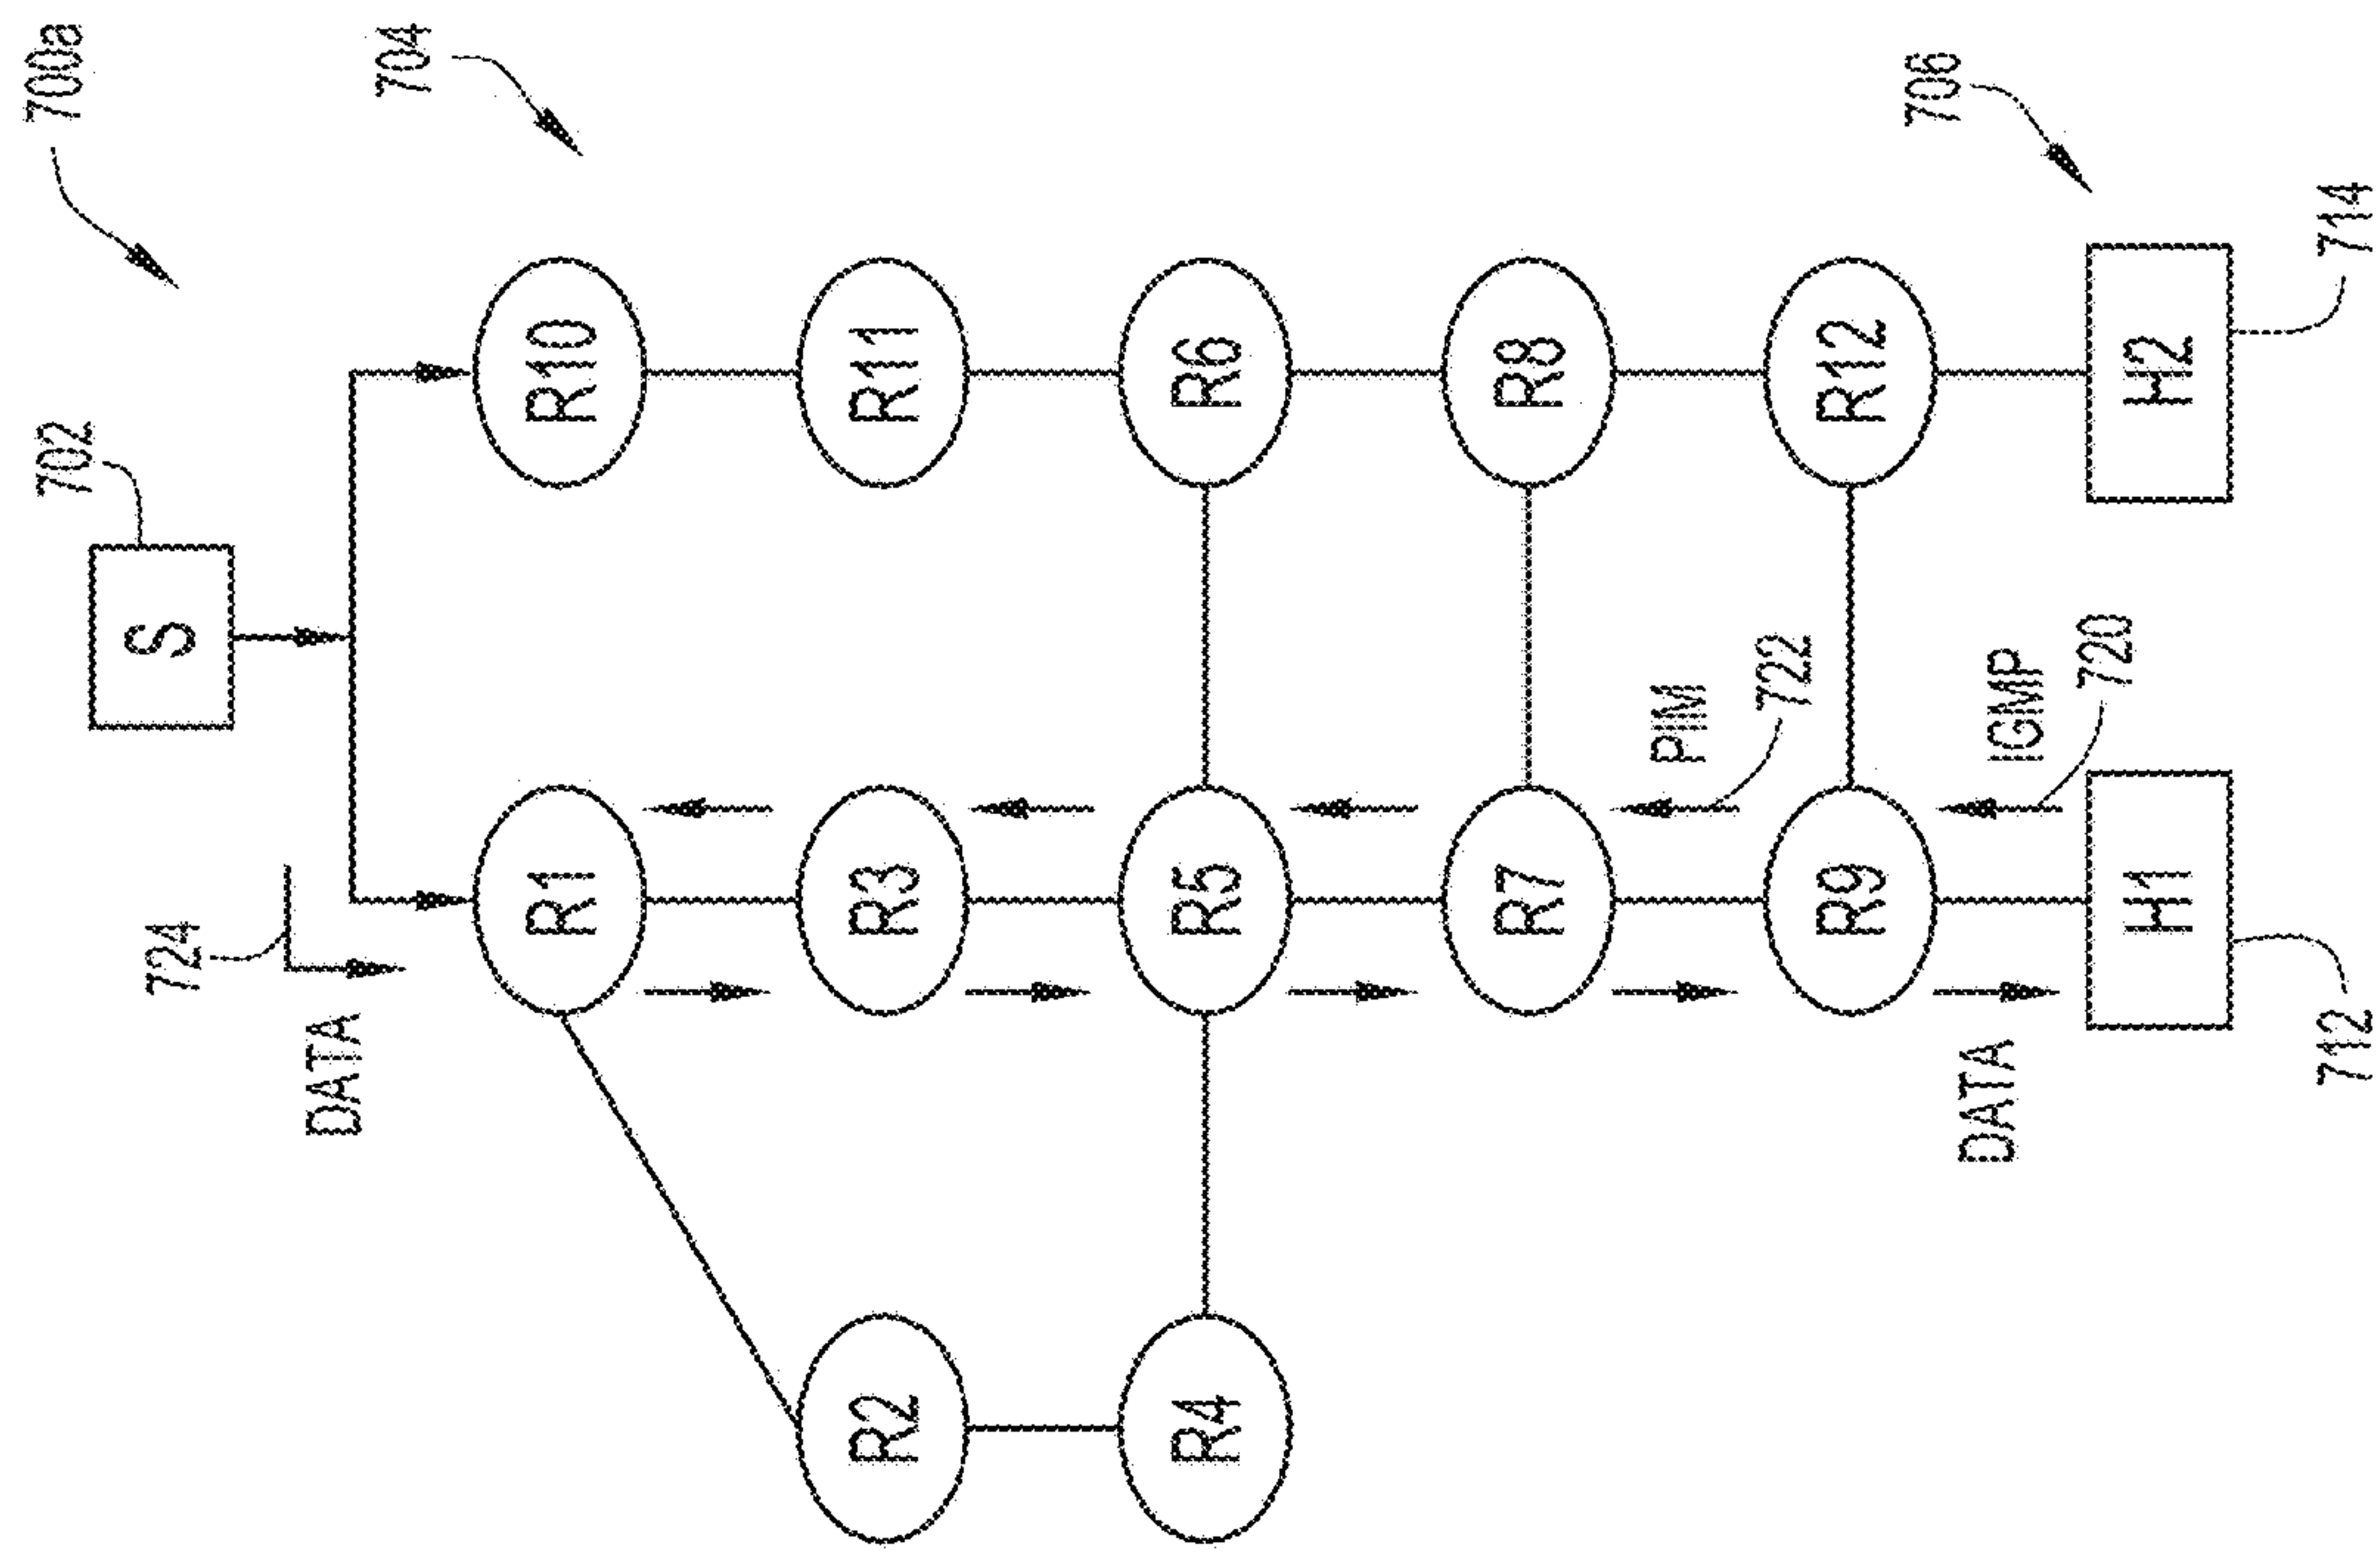 700a
704
702
S
724
DATA
R1
R10
R2
R3
R11
R4
R5
R6
R7
R8
PIM
722
R9
R12
706
DATA
IGMP
720
H1
H2
712
714